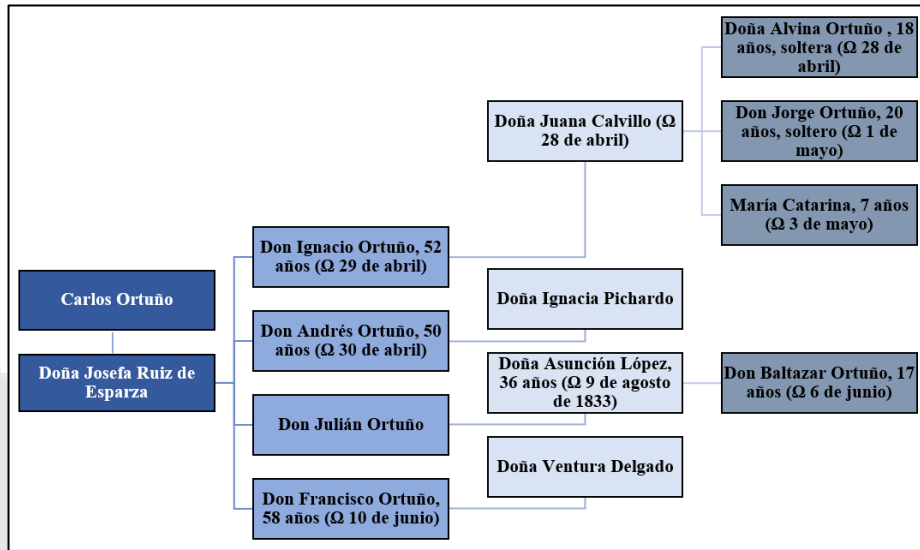 Carlos Ortuño
Doña Josefa Ruiz de
Esparza
Don Ignacio Ortuño, 52
años (Ω 29 de abril)
Don Andrés Ortuño, 50
años (Ω 30 de abril)
Don Julián Ortuño
Don Francisco Ortuño,
58 años (Ω 10 de junio)
Doña Juana Calvillo (Ω
28 de abril)
Doña Ignacia Pichardo
Doña Asunción López,
36 años (Ω 9 de agosto
de 1833)
Doña Ventura Delgado
Doña Alvina Ortuño , 18
años, soltera (Ω 28 de
abril)
Don Jorge Ortuño, 20
años, soltero (Ω 1 de
mayo)
María Catarina, 7 años
(Ω 3 de mayo)
Don Baltazar Ortuño, 17
años (Ω 6 de junio)